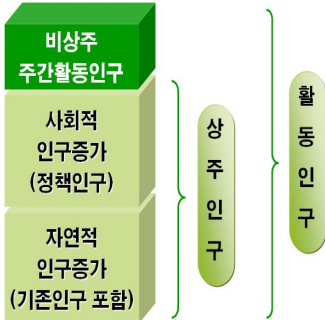 비상주
주간활동인구
사회적
인구증가
(정책인구)
자연적
인구증가
(기존인구 포함)
상주인구
활동인구